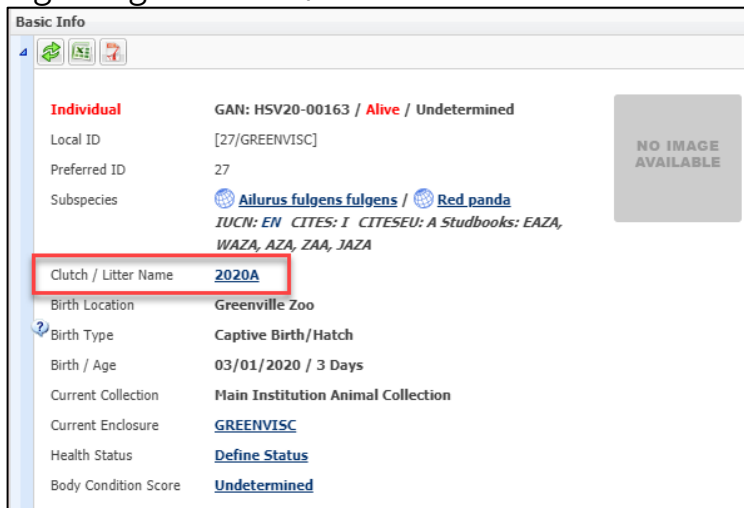 Basic Info
Individual GAN: HSV20-00163 / Alive / Undetermined
Local ID [27/GREENVISC]
NO IMAGE
AVAILABLE
Preferred ID 27
Subspecies Ailurus fulgens fulgens / Red panda
IUCN: EN CITES: I CITESEU: A Studbooks: EAZA,
WAZA, AZA, ZAA, JAZA
Clutch / Litter Name 2020A
Birth Location Greenville Zoo
Birth Type Captive Birth/Hatch
Birth / Age 03/01/2020 / 3 Days
Current Collection Main Institution Animal Collection
Current Enclosure GREENVISC
Health Status Define Status
Body Condition Score Undetermined